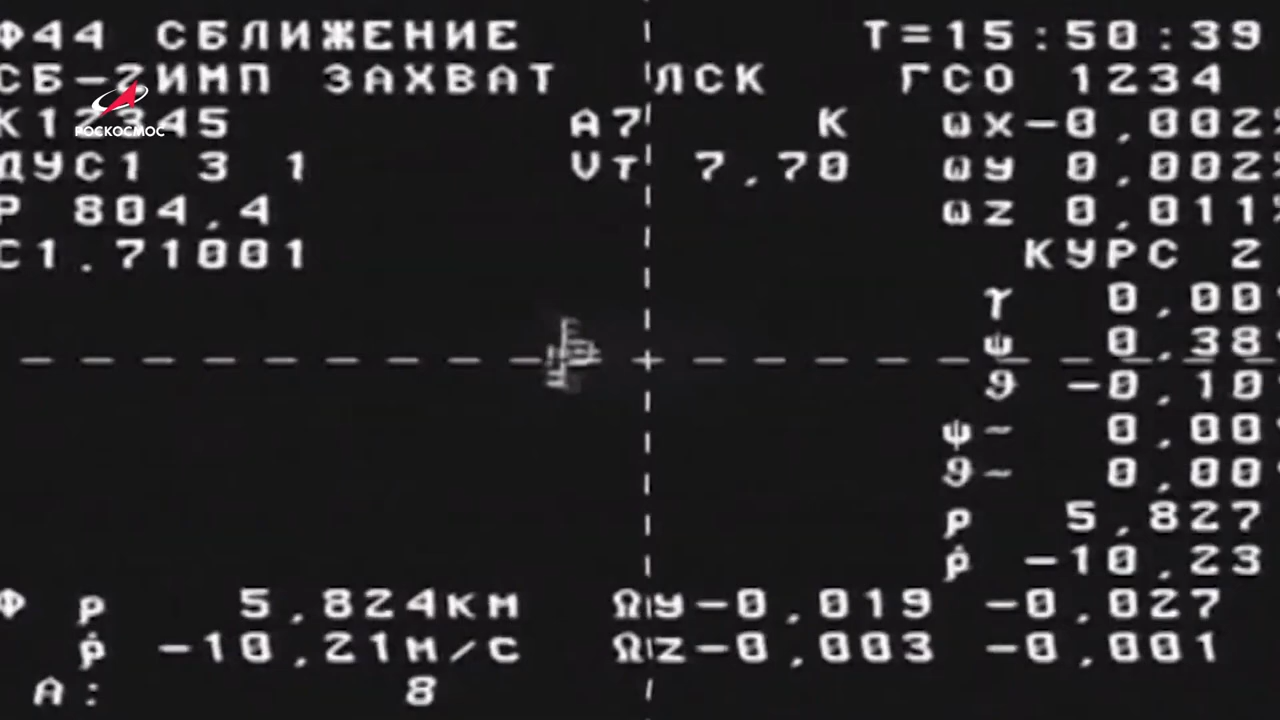 Ф44 СБЛИЖЕНИЕ T=15:50:39
СБ-2ИМП ЗАХВАТ ЛСК ГСО 1234
РОСКОСМОС
К12345 А7 К ωx-0,002
ДУС1 3 1 Vт 7,70 ωy 0,002
Р 804,4 ωz 0,011
С1.71001 КУРС 2
γ 0,00
ψ 0,38
ϑ -0,10
ψ~ 0,00
ϑ~ 0,00
ρ 5,827
ρ̇ -10,23
Ф ρ 5,824км Ωy-0,019 -0,027
ρ̇ -10,21м/с Ωz-0,003 -0,001
А: 8